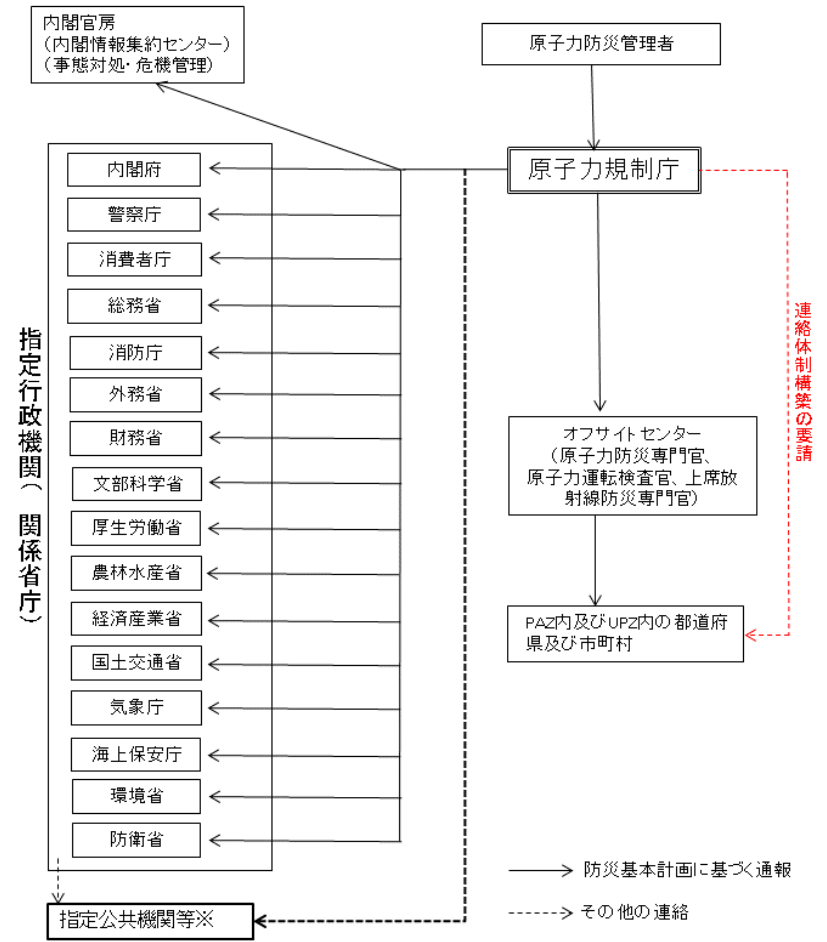 内閣官房
(内閣情報集約センター)
(事態対処・危機管理)
原子力防災管理者
原子力規制庁
内閣府
警察庁
消費者庁
総務省
消防庁
外務省
財務省
文部科学省
厚生労働省
農林水産省
経済産業省
国土交通省
気象庁
海上保安庁
環境省
防衛省
指定行政機関(関係省庁)
指定公共機関等※
連絡体制構築の要請
オフサイトセンター
(原子力防災専門官、
原子力運転検査官、上席放
射線防災専門官)
PAZ内及びUPZ内の都道府
県及び市町村
防災基本計画に基づく通報
その他の連絡